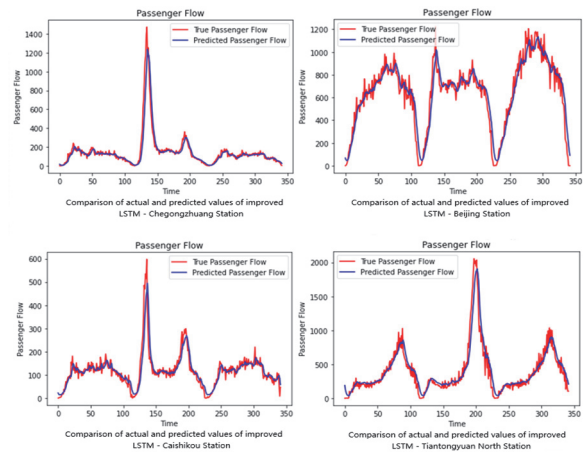 Passenger Flow
True Passenger Flow
Predicted Passenger Flow
Passenger Flow
1400
1200
1000
800
600
400
200
0
0 50 100 150 200 250 300 350
Time
Comparison of actual and predicted values of improved
LSTM - Chegongzhuang Station
Passenger Flow
True Passenger Flow
Predicted Passenger Flow
Passenger Flow
1200
1000
800
600
400
200
0
0 50 100 150 200 250 300 350
Time
Comparison of actual and predicted values of improved
LSTM - Beijing Station
Passenger Flow
True Passenger Flow
Predicted Passenger Flow
Passenger Flow
600
500
400
300
200
100
0
0 50 100 150 200 250 300 350
Time
Comparison of actual and predicted values of improved
LSTM - Caishikou Station
Passenger Flow
True Passenger Flow
Predicted Passenger Flow
Passenger Flow
2000
1500
1000
500
0
0 50 100 150 200 250 300 350
Time
Comparison of actual and predicted values of improved
LSTM - Tiantongyuan North Station